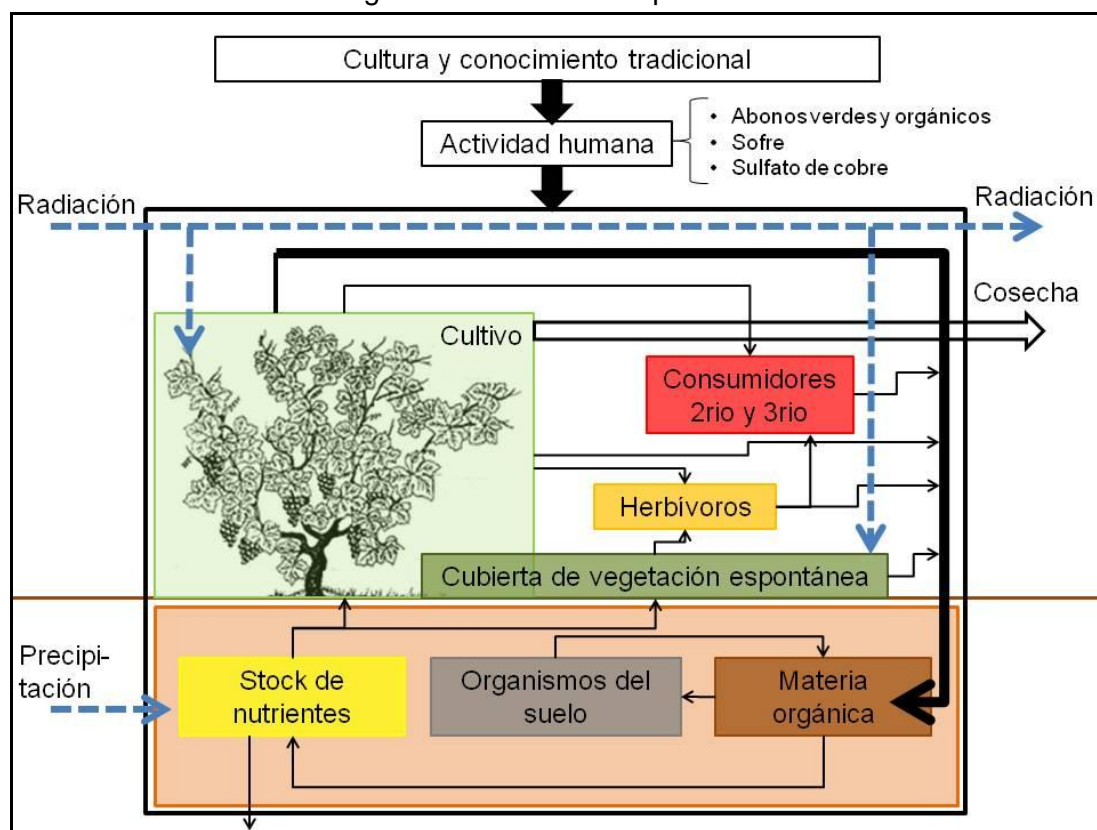 Cultura y conocimiento tradicional
Actividad humana
• Abonos verdes y orgánicos
• Sofre
• Sulfato de cobre
Radiación
Radiación
Cosecha
Cultivo
Consumidores
2rio y 3rio
Herbívoros
Cubierta de vegetación espontánea
Precipi-
tación
Stock de
nutrientes
Organismos del
suelo
Materia
orgánica